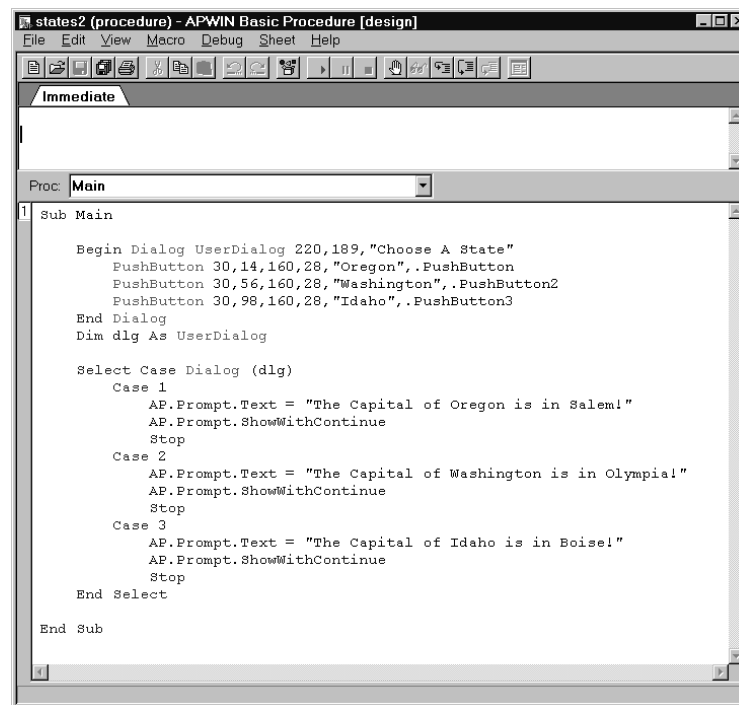 states2 (procedure) - APWIN Basic Procedure [design]
File Edit View Macro Debug Sheet Help
Immediate
Proc: Main
1
Sub Main
Begin Dialog UserDialog 220,189,"Choose A State"
PushButton 30,14,160,28,"Oregon",.PushButton
PushButton 30,56,160,28,"Washington",.PushButton2
PushButton 30,98,160,28,"Idaho",.PushButton3
End Dialog
Dim dlg As UserDialog
Select Case Dialog (dlg)
Case 1
AP.Prompt.Text = "The Capital of Oregon is in Salem!"
AP.Prompt.ShowWithContinue
Stop
Case 2
AP.Prompt.Text = "The Capital of Washington is in Olympia!"
AP.Prompt.ShowWithContinue
Stop
Case 3
AP.Prompt.Text = "The Capital of Idaho is in Boise!"
AP.Prompt.ShowWithContinue
Stop
End Select
End Sub